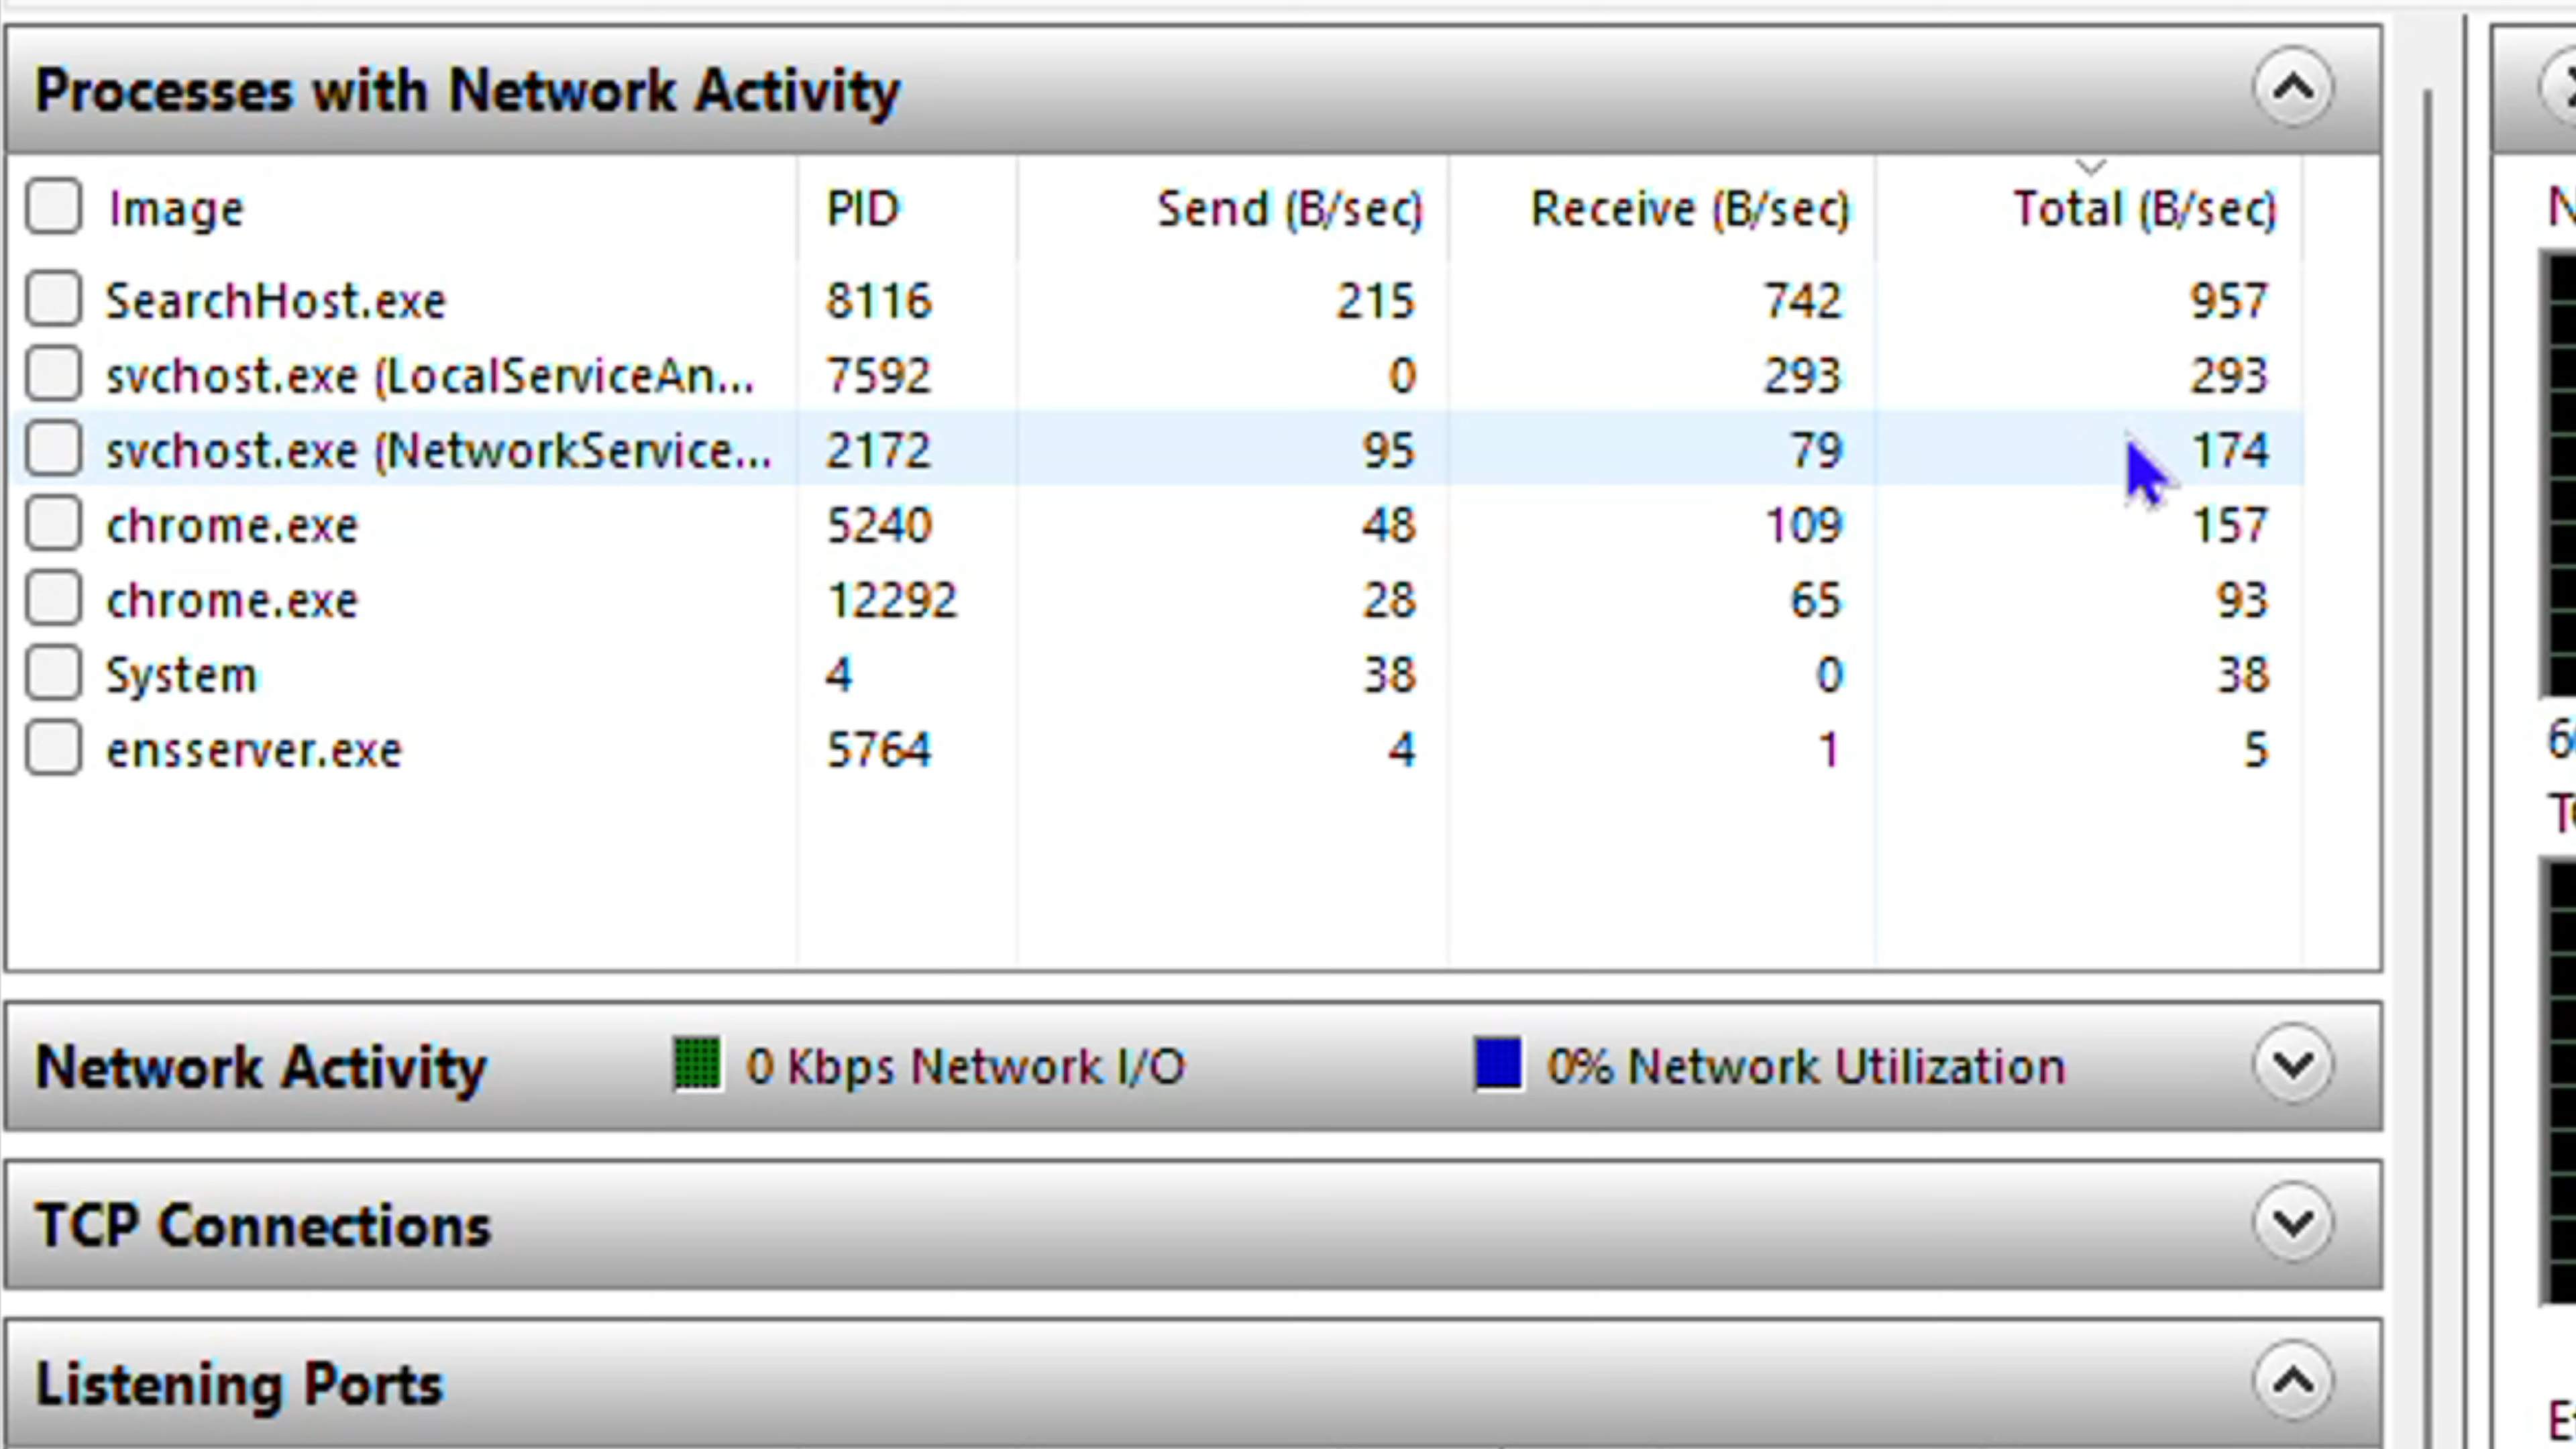 Processes with Network Activity
Image PID Send (B/sec) Receive (B/sec) Total (B/sec)
SearchHost.exe 8116 215 742 957
svchost.exe (LocalServiceAn... 7592 0 293 293
svchost.exe (NetworkService... 2172 95 79 174
chrome.exe 5240 48 109 157
chrome.exe 12292 28 65 93
System 4 38 0 38
ensserver.exe 5764 4 1 5
Network Activity 0 Kbps Network I/O 0% Network Utilization
TCP Connections
Listening Ports